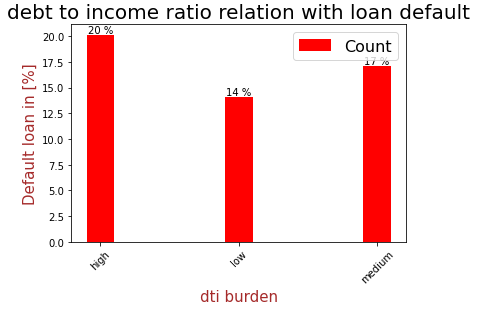 debt to income ratio relation with loan default
Default loan in [%]
20.0
17.5
15.0
12.5
10.0
7.5
5.0
2.5
0.0
20 %
14 %
17 %
Count
high
low
medium
dti burden